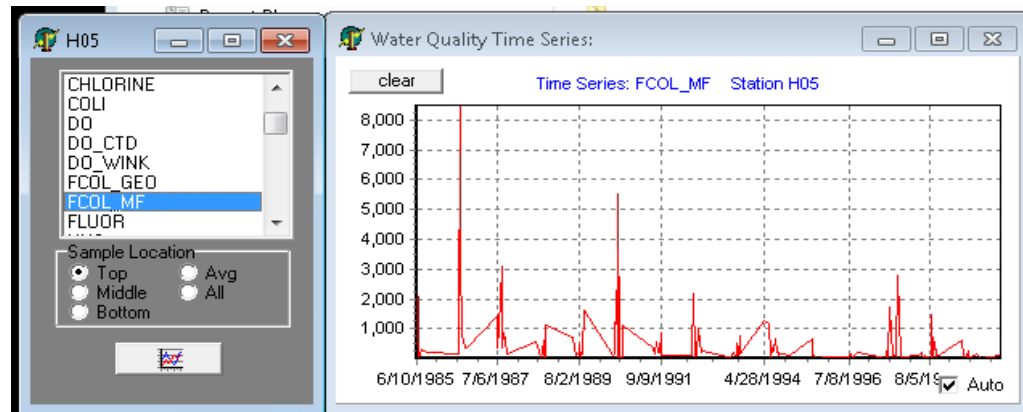 H05
CHLORINE
COLI
DO
DO_CTD
DO_WINK
FCOL_GEO
FCOL_MF
FLUOR
Sample Location
Top
Avg
Middle
All
Bottom
Water Quality Time Series:
clear
Time Series: FCOL_MF Station H05
8,000
7,000
6,000
5,000
4,000
3,000
2,000
1,000
6/10/1985 7/6/1987 8/2/1989 9/9/1991 4/28/1994 7/8/1996 8/5/19
Auto